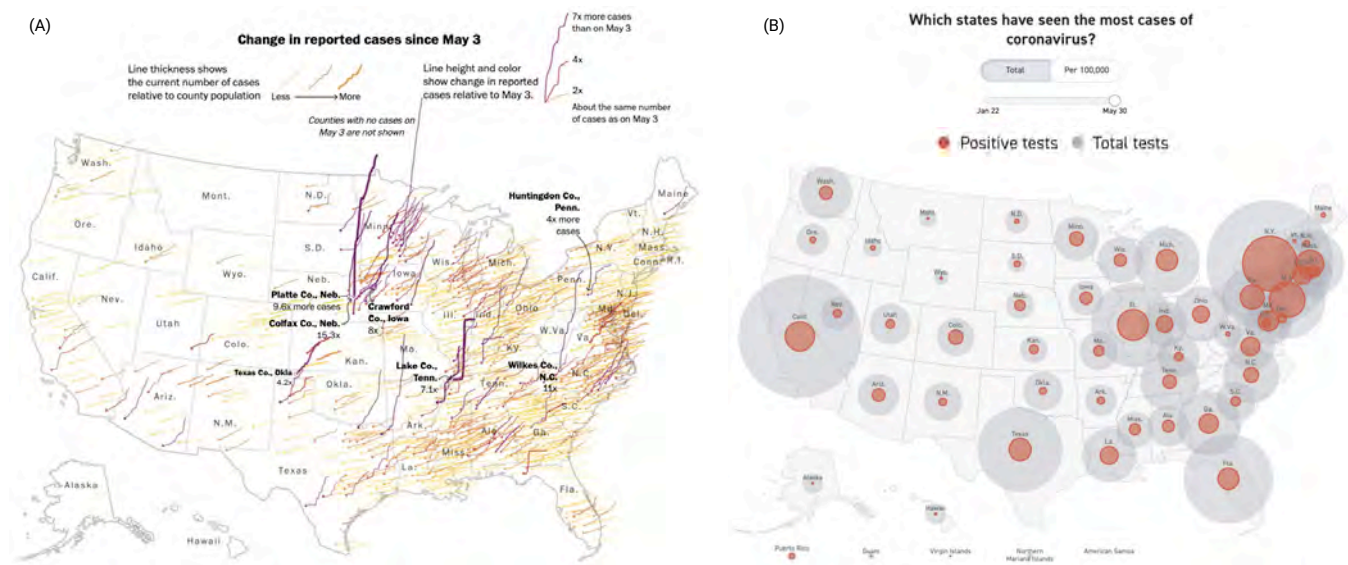 (A)
Change in reported cases since May 3
Line thickness shows
the current number of cases
relative to county population
Less
More
Counties with no cases on
May 3 are not shown
Line height and color
show change in reported
cases relative to May 3.
7x more cases
than on May 3
4x
2x
About the same number
of cases as on May 3
Wash.
Mont.
N.D.
Minn.
Ore.
Idaho
S.D.
Wis.
Mich.
Huntingdon Co.,
Penn.
4x more
cases
Maine
Vt.
N.H.
N.Y.
Mass.
Conn.
R.I.
Calif.
Nev.
Wyo.
Neb.
Iowa
Penn.
N.J.
Platte Co., Neb.
9.6x more cases
Crawford
Co., Iowa
8x
Colfax Co., Neb.
15.3x
Utah
Colo.
Ill.
Ind.
Ohio
Md.
Del.
W.Va.
Va.
Texas Co., Okla
4.2x
Kan.
Mo.
Ky.
Lake Co.,
Tenn.
7.1x
Wilkes Co.,
N.C.
11x
Ariz.
N.M.
Okla.
Tenn.
N.C.
S.C.
Ark.
Ala.
Ga.
Miss.
Texas
La.
Fla.
Alaska
Hawaii
(B)
Which states have seen the most cases of
coronavirus?
Total
Per 100,000
Jan 22
May 30
Positive tests
Total tests
Wash.
Mont.
N.D.
Minn.
Maine
Ore.
Idaho
S.D.
Wis.
Mich.
N.Y.
Wyo.
Iowa
Calif.
Nev.
Utah
Colo.
Neb.
Ill.
Ind.
Ohio
W.Va.
Va.
Kan.
Mo.
Ky.
N.C.
Tenn.
Ariz.
N.M.
Okla.
Ark.
S.C.
Miss.
Ala.
Ga.
Texas
La.
Fla.
Alaska
Hawaii
Puerto Rico
Guam
Virgin Islands
Northern
Mariana Islands
American Samoa